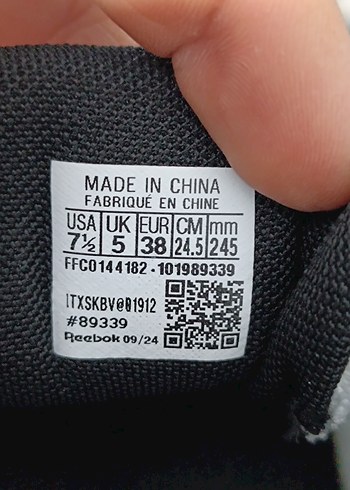 MADE IN CHINA
FABRIQUÉ EN CHINE
USA UK EUR CM mm
7½ 5 38 24.5 245
FFC0144182-101989339
ITXSKBV@01912
#89339
Reebok 09/24